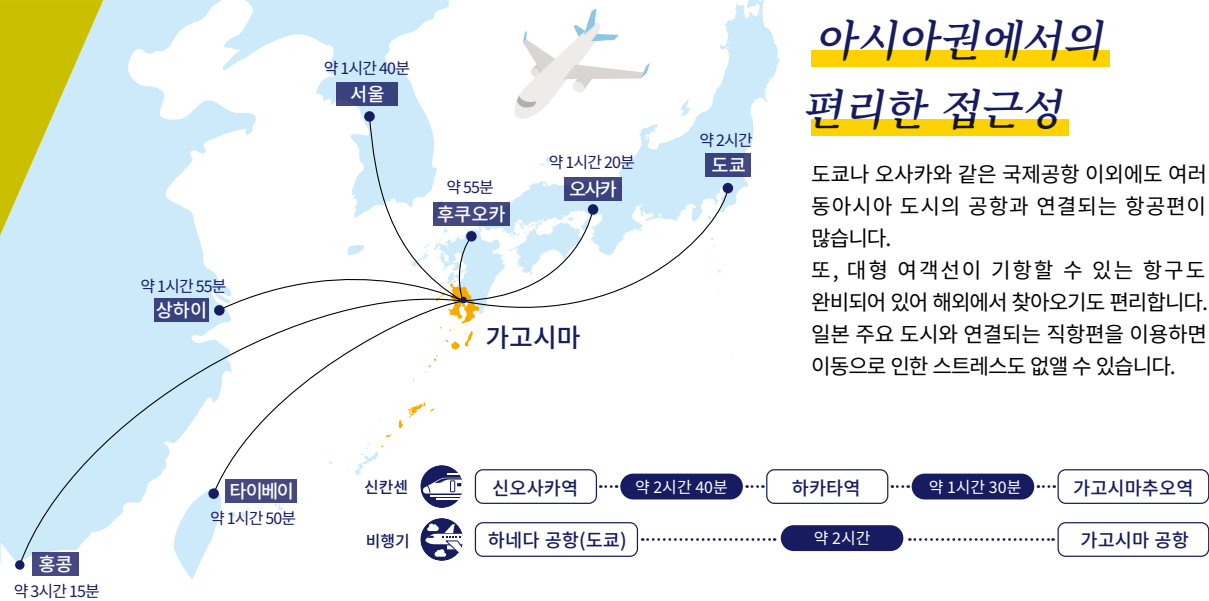 아시아권에서의
편리한 접근성
도쿄나 오사카와 같은 국제공항 이외에도 여러
동아시아 도시의 공항과 연결되는 항공편이
많습니다.
또, 대형 여객선이 기항할 수 있는 항구도
완비되어 있어 해외에서 찾아오기도 편리합니다.
일본 주요 도시와 연결되는 직항편을 이용하면
이동으로 인한 스트레스도 없앨 수 있습니다.
약 1시간 40분
서울
약 2시간
도쿄
약 1시간 20분
오사카
약 55분
후쿠오카
약 1시간 55분
상하이
가고시마
타이베이
약 1시간 50분
홍콩
약 3시간 15분
신칸센 신오사카역 약 2시간 40분 하카타역 약 1시간 30분 가고시마추오역
비행기 하네다 공항(도쿄) 약 2시간 가고시마 공항